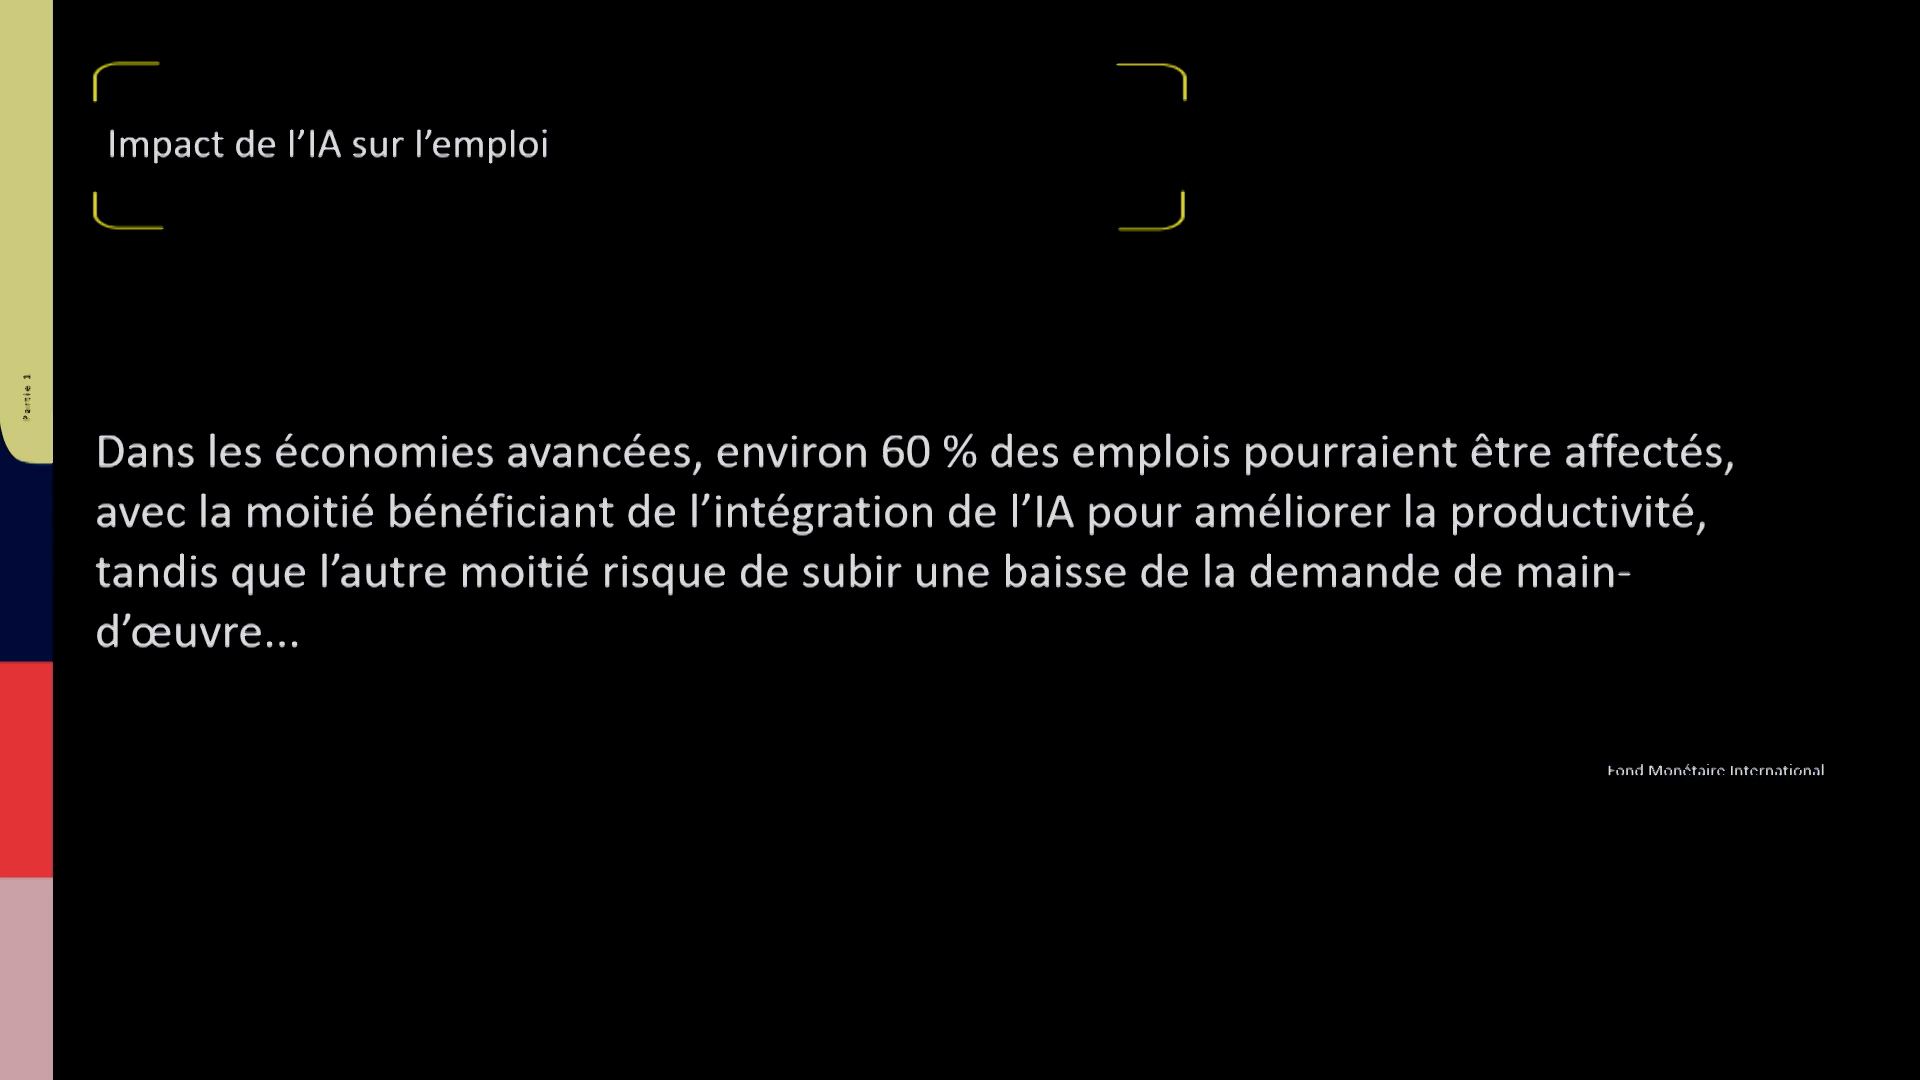 Impact de l’IA sur l’emploi
Partie 1
Dans les économies avancées, environ 60 % des emplois pourraient être affectés,
avec la moitié bénéficiant de l’intégration de l’IA pour améliorer la productivité,
tandis que l’autre moitié risque de subir une baisse de la demande de main-
d’œuvre...
Fond Monétaire International